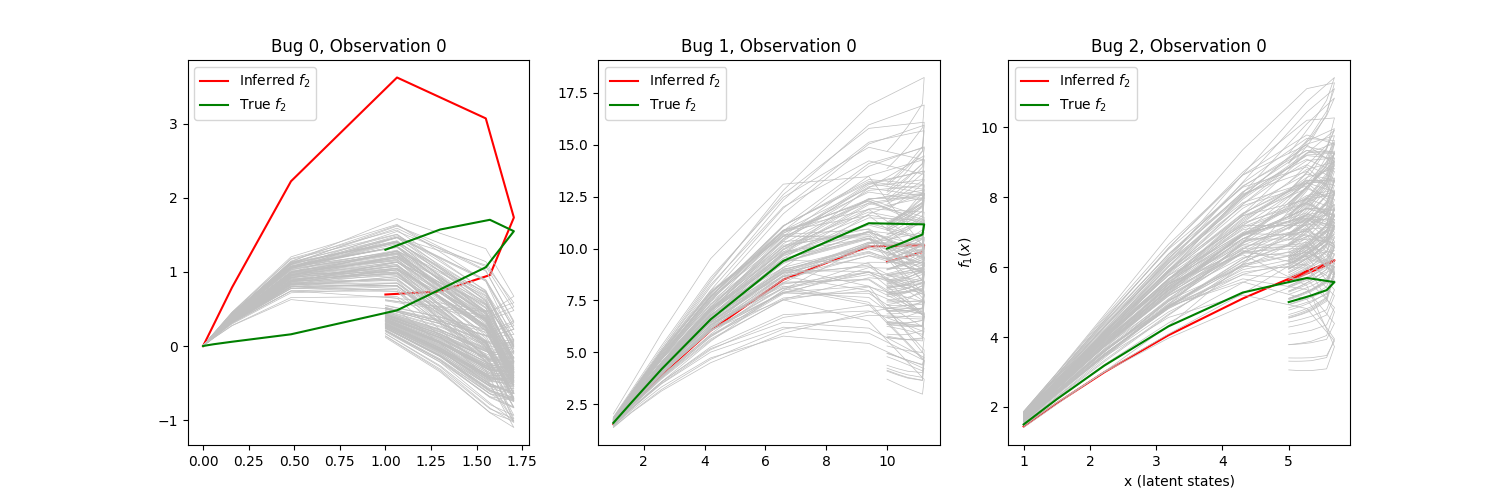 Bug 0, Observation 0
Inferred f₂
True f₂
3
2
1
0
−1
0.00 0.25 0.50 0.75 1.00 1.25 1.50 1.75
Bug 1, Observation 0
Inferred f₂
True f₂
17.5
15.0
12.5
10.0
7.5
5.0
2.5
2 4 6 8 10
Bug 2, Observation 0
Inferred f₂
True f₂
f₁(x)
10
8
6
4
2
1 2 3 4 5
x (latent states)